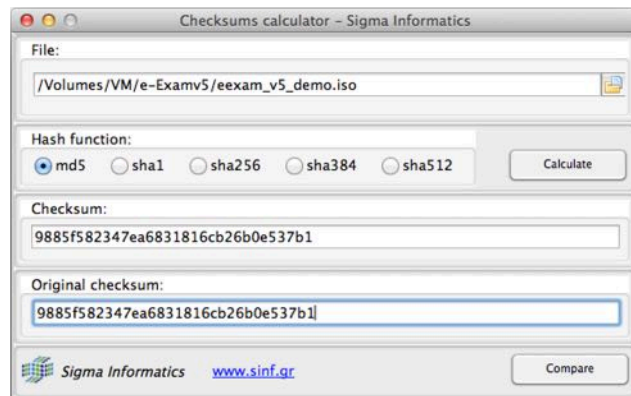 Checksums calculator – Sigma Informatics
File:
/Volumes/VM/e-Examv5/eexam_v5_demo.iso
Hash function:
md5 sha1 sha256 sha384 sha512 Calculate
Checksum:
9885f582347ea6831816cb26b0e537b1
Original checksum:
9885f582347ea6831816cb26b0e537b1
Sigma Informatics www.sinf.gr Compare